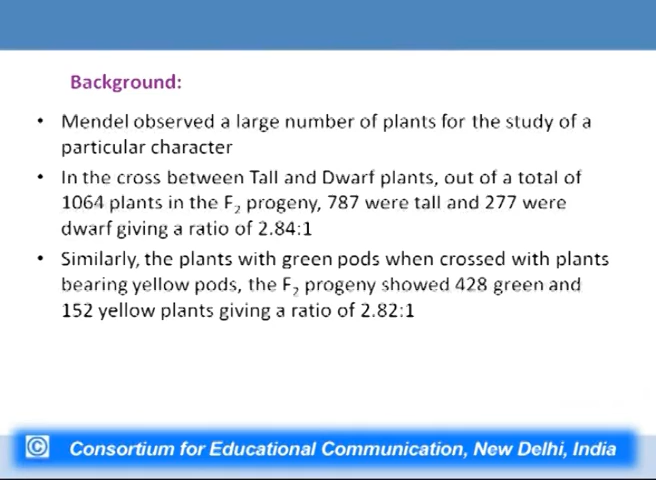 Background:
• Mendel observed a large number of plants for the study of a
particular character
• In the cross between Tall and Dwarf plants, out of a total of
1064 plants in the F2 progeny, 787 were tall and 277 were
dwarf giving a ratio of 2.84:1
• Similarly, the plants with green pods when crossed with plants
bearing yellow pods, the F2 progeny showed 428 green and
152 yellow plants giving a ratio of 2.82:1
© Consortium for Educational Communication, New Delhi, India